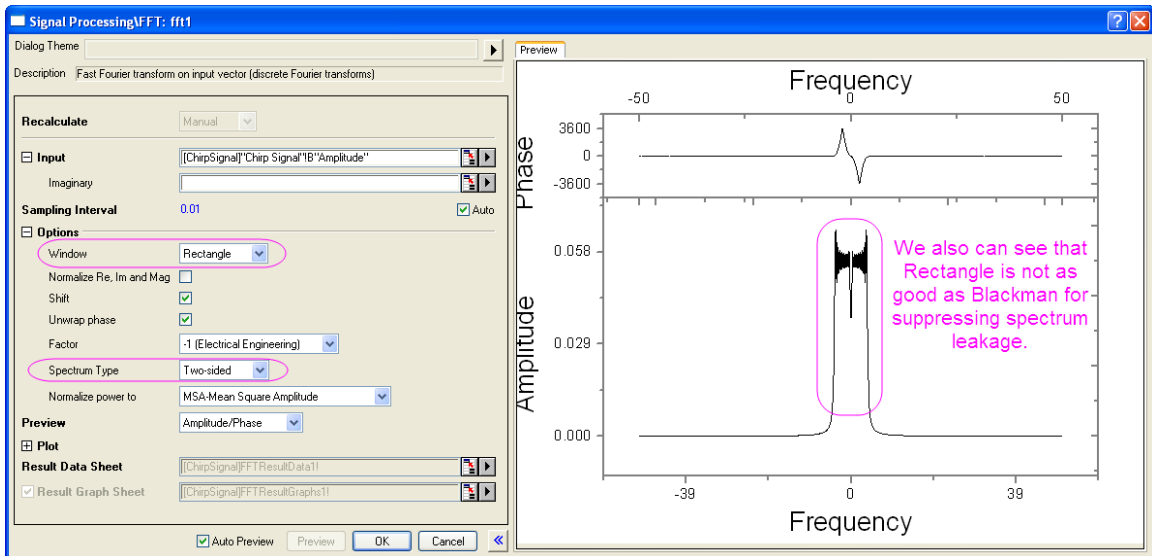 Signal Processing\FFT: fft1
Dialog Theme
Description Fast Fourier transform on input vector (discrete Fourier transforms)
Recalculate Manual
Input [ChirpSignal]"Chirp Signal"!B"Amplitude"
Imaginary
Sampling Interval 0.01 Auto
Options
Window Rectangle
Normalize Re, Im and Mag
Shift
Unwrap phase
Factor -1 (Electrical Engineering)
Spectrum Type Two-sided
Normalize power to MSA-Mean Square Amplitude
Preview Amplitude/Phase
Plot
Result Data Sheet [ChirpSignal]FFTResultData1!
Result Graph Sheet [ChirpSignal]FFTResultGraphs1!
Auto Preview Preview OK Cancel
Preview
Frequency
-50 0 50
Phase
3600
0
-3600
Amplitude
0.058
0.029
0.000
We also can see that
Rectangle is not as
good as Blackman for
suppressing spectrum
leakage.
-39 0 39
Frequency